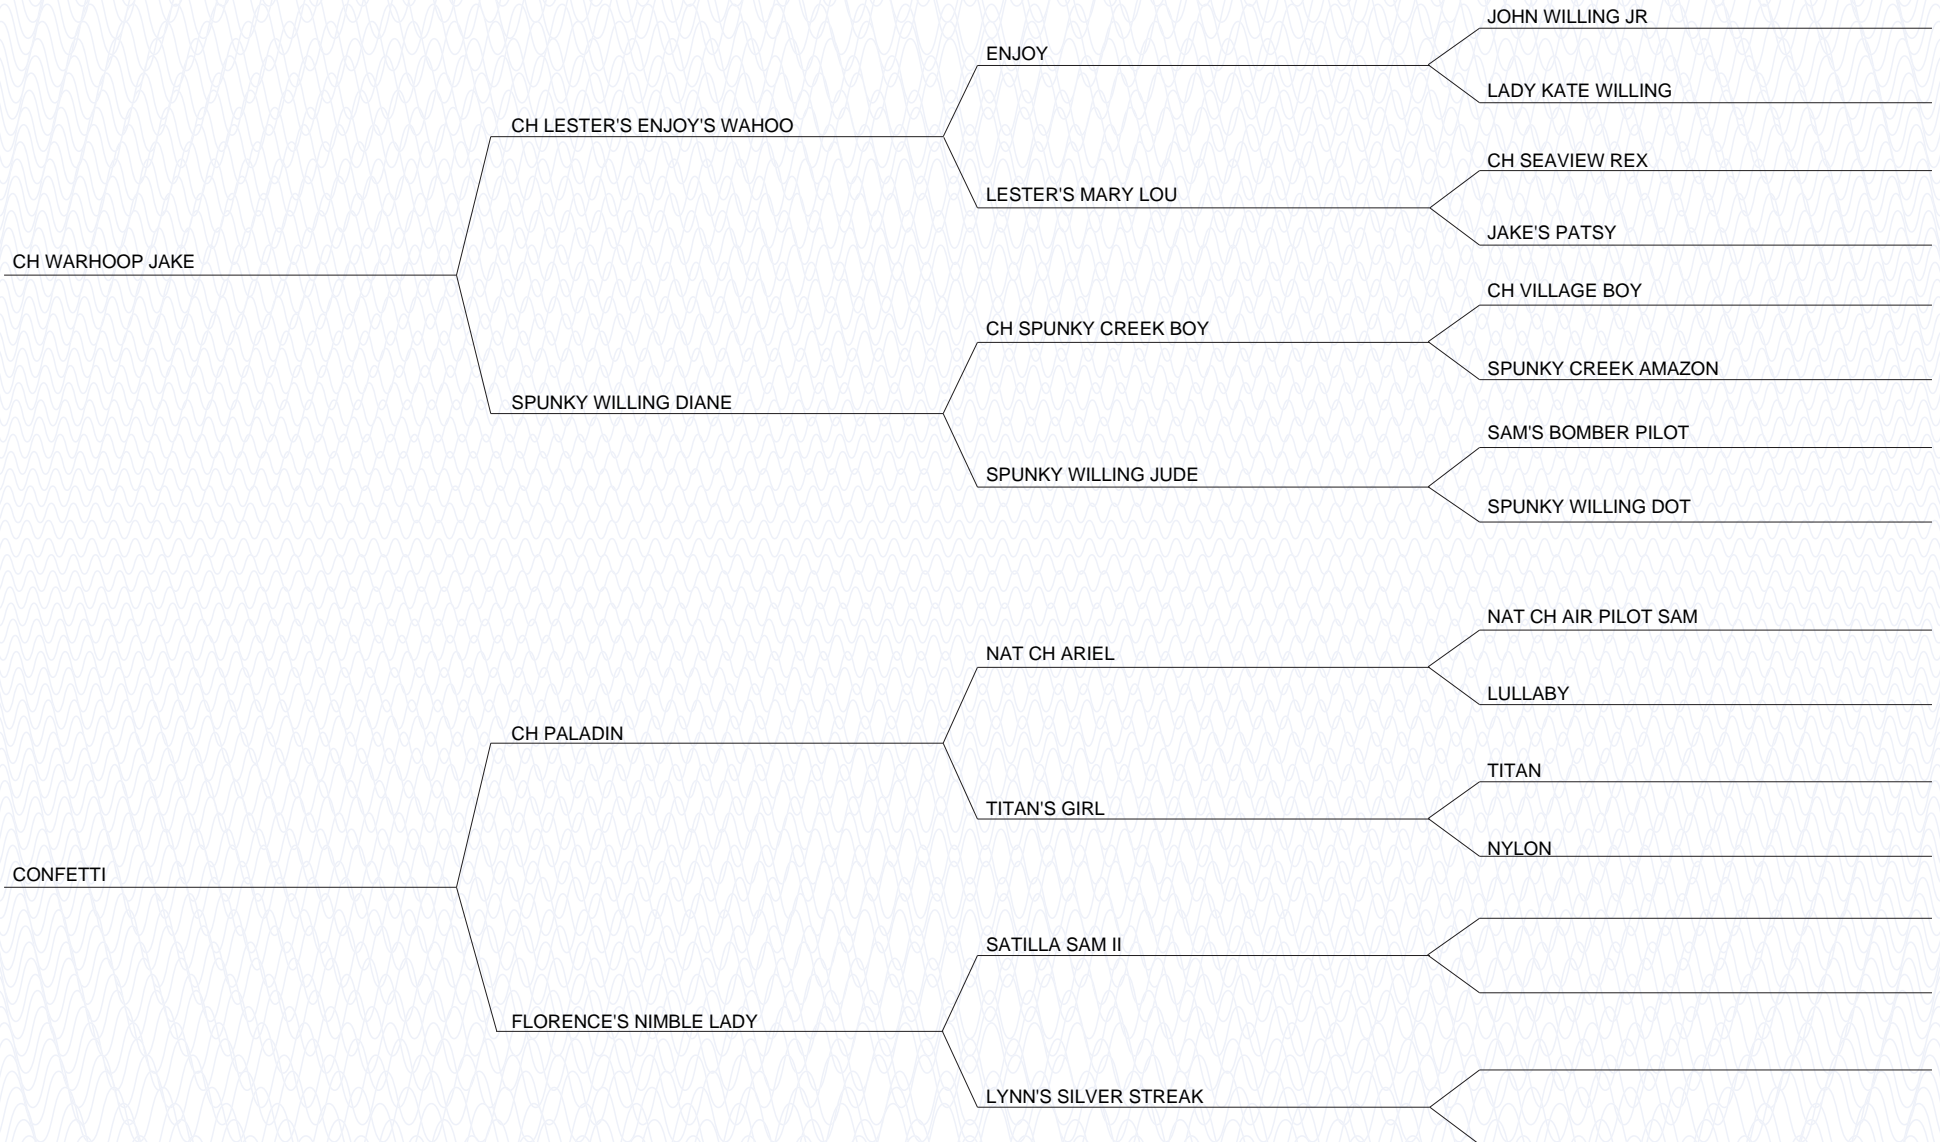 JOHN WILLING JR
ENJOY
LADY KATE WILLING
CH LESTER'S ENJOY'S WAHOO
CH SEAVIEW REX
LESTER'S MARY LOU
JAKE'S PATSY
CH WARHOOP JAKE
CH VILLAGE BOY
CH SPUNKY CREEK BOY
SPUNKY CREEK AMAZON
SPUNKY WILLING DIANE
SAM'S BOMBER PILOT
SPUNKY WILLING JUDE
SPUNKY WILLING DOT
NAT CH AIR PILOT SAM
NAT CH ARIEL
LULLABY
CH PALADIN
TITAN
TITAN'S GIRL
NYLON
CONFETTI
SATILLA SAM II
FLORENCE'S NIMBLE LADY
LYNN'S SILVER STREAK